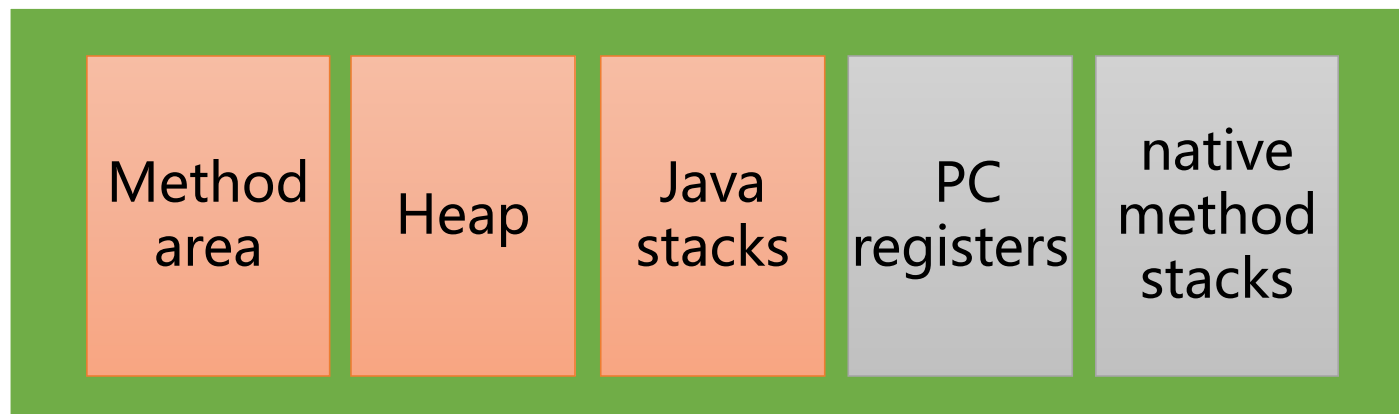 Method
area
Heap
Java
stacks
PC
registers
native
method
stacks